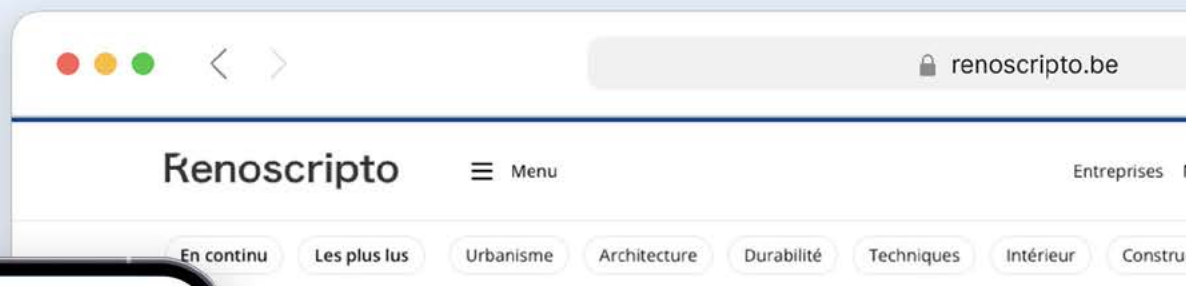 renoscripto.be
Renoscripto
Menu
Entreprises
En continu Les plus lus Urbanisme Architecture Durabilité Techniques Intérieur